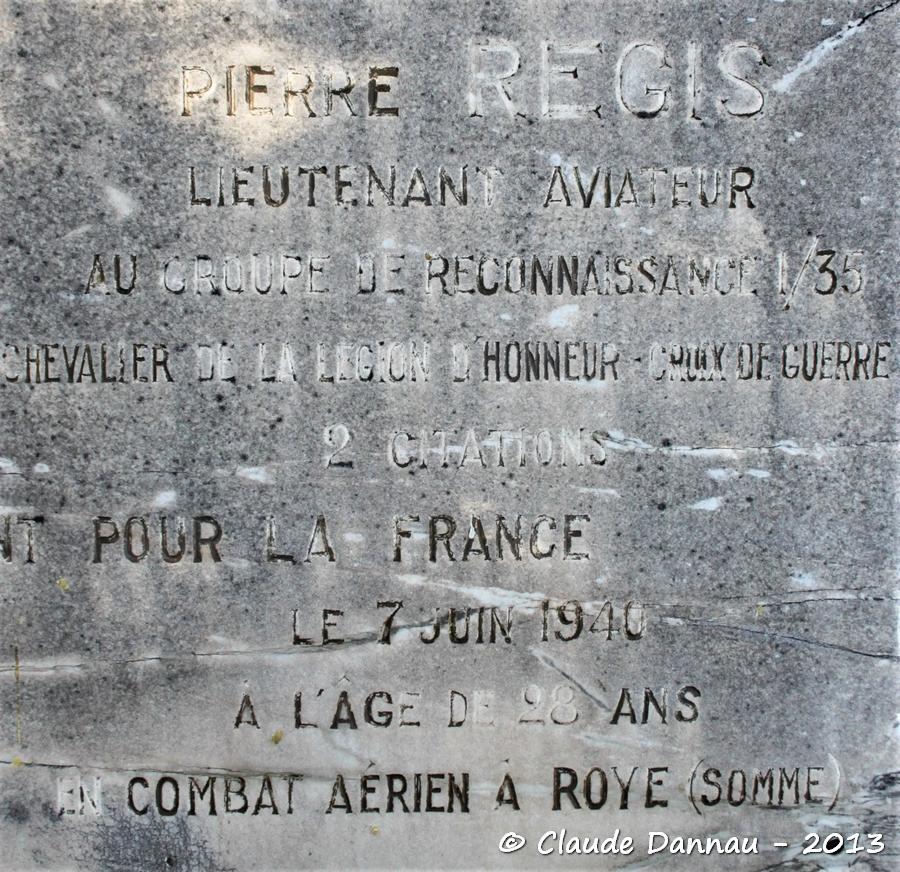 PIERRE REGIS
LIEUTENANT AVIATEUR
AU GROUPE DE RECONNAISSANCE 1/35
CHEVALIER DE LA LEGION D'HONNEUR - CROIX DE GUERRE
2 CITATIONS
NT POUR LA FRANCE
LE 7 JUIN 1940
À L'ÂGE DE 28 ANS
EN COMBAT AÉRIEN À ROYE (SOMME)
© Claude Dannau - 2013